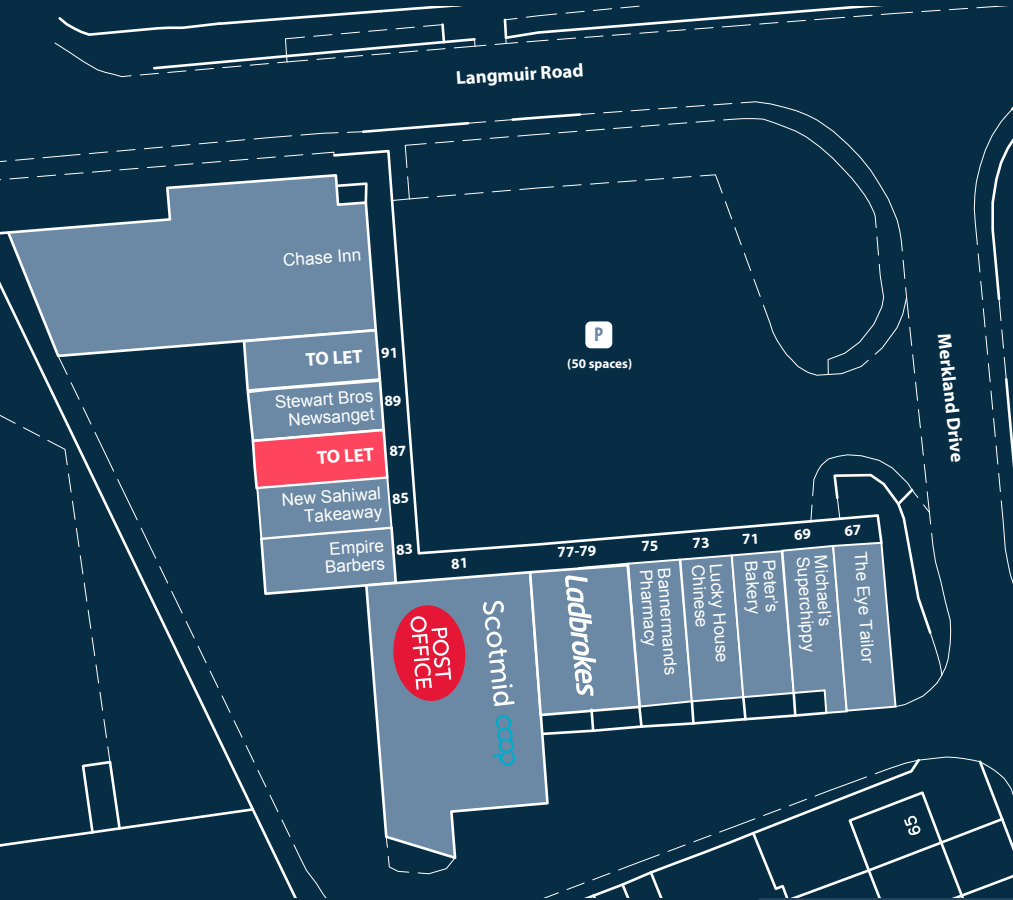 Langmuir Road
Chase Inn
TO LET
91
Stewart Bros
Newsanget
89
TO LET
87
New Sahiwal
Takeaway
85
Empire
Barbers
83
P
(50 spaces)
Merkland Drive
81
POST
OFFICE
Scotmid
coop
77-79
Ladbrokes
75
Bannermands
Pharmacy
73
Lucky House
Chinese
71
Peter's
Bakery
69
Michael's
Superchippy
67
The Eye Tailor
65